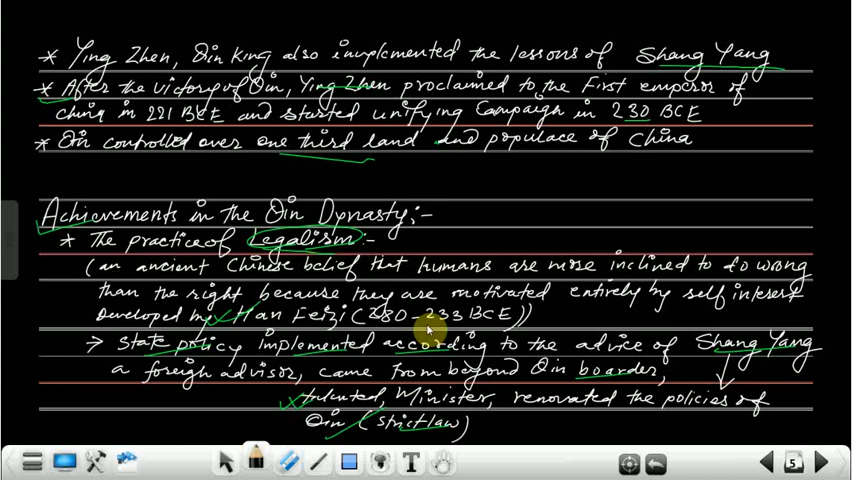 * Ying Zhen, Qin King also implemented the lessons of Shang Yang
* After the victory of Qin, Ying Zhen proclaimed to the First emperor of
china in 221 BCE and started unifying Campaign in 230 BCE
* Qin controlled over one third land and populace of China
Achievements in the Qin Dynasty:-
* The practice of Legalism:-
(an ancient Chinese belief that humans are more inclined to do wrong
than the right because they are motivated entirely by self interest
Developed by Han Feizi (280-233 BCE))
→ State policy implemented according to the advice of Shang Yang
a foreigh advisor, came from beyond Qin boarder,
talented, Minister, renovated the policies of
Qin (strict law)
T
5